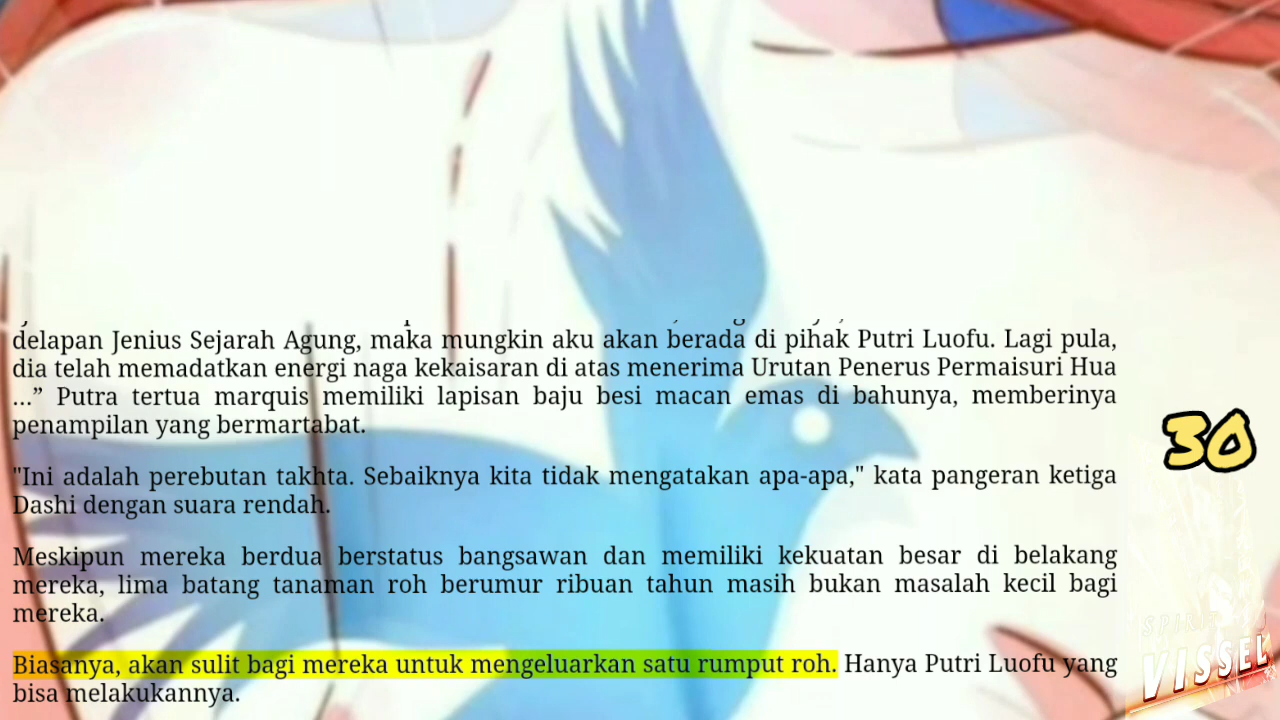 delapan Jenius Sejarah Agung, maka mungkin aku akan berada di pihak Putri Luofu. Lagi pula,
dia telah memadatkan energi naga kekaisaran di atas menerima Urutan Penerus Permaisuri Hua
...” Putra tertua marquis memiliki lapisan baju besi macan emas di bahunya, memberinya
penampilan yang bermartabat.
"Ini adalah perebutan takhta. Sebaiknya kita tidak mengatakan apa-apa," kata pangeran ketiga
Dashi dengan suara rendah.
Meskipun mereka berdua berstatus bangsawan dan memiliki kekuatan besar di belakang
mereka, lima batang tanaman roh berumur ribuan tahun masih bukan masalah kecil bagi
mereka.
Biasanya, akan sulit bagi mereka untuk mengeluarkan satu rumput roh. Hanya Putri Luofu yang
bisa melakukannya.
30
SPIRIT
VISSEL